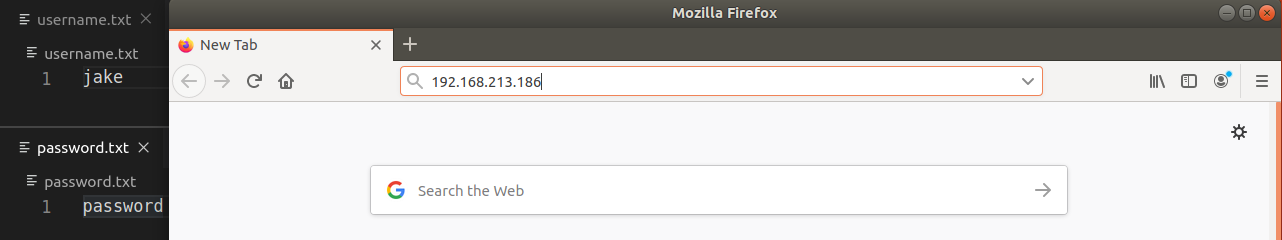 username.txt
username.txt
1 jake
password.txt
password.txt
1 password
Mozilla Firefox
New Tab
192.168.213.186
Search the Web